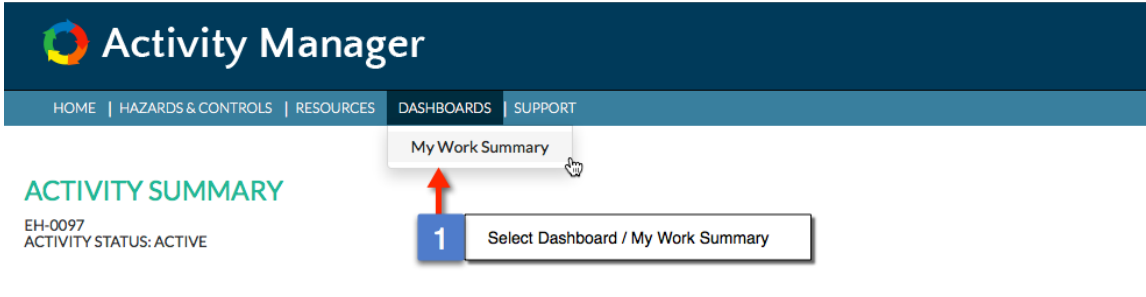 Activity Manager
HOME | HAZARDS & CONTROLS | RESOURCES DASHBOARDS | SUPPORT
My Work Summary
ACTIVITY SUMMARY
EH-0097
ACTIVITY STATUS: ACTIVE
1 Select Dashboard / My Work Summary